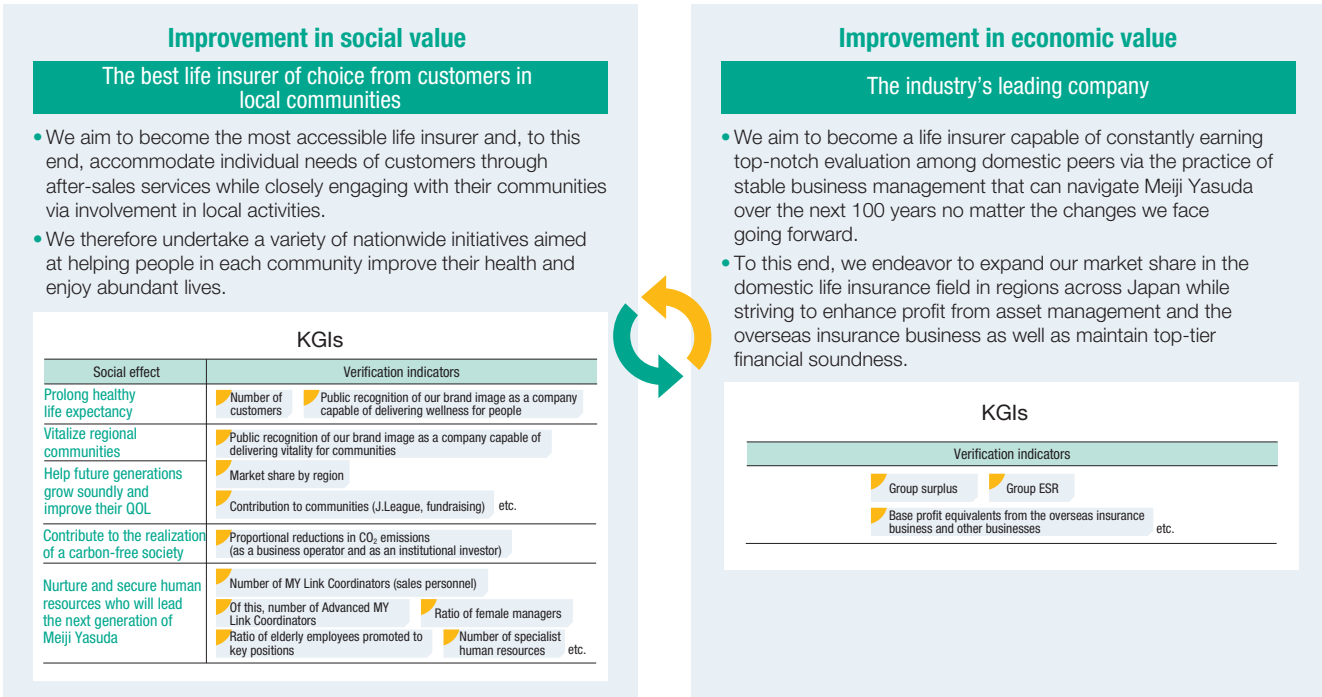 Improvement in social value
The best life insurer of choice from customers in
local communities
• We aim to become the most accessible life insurer and, to this
end, accommodate individual needs of customers through
after-sales services while closely engaging with their communities
via involvement in local activities.
• We therefore undertake a variety of nationwide initiatives aimed
at helping people in each community improve their health and
enjoy abundant lives.
KGIs
Social effect
Verification indicators
Prolong healthy
life expectancy
Number of
customers
Public recognition of our brand image as a company
capable of delivering wellness for people
Vitalize regional
communities
Help future generations
grow soundly and
improve their QOL
Public recognition of our brand image as a company capable of
delivering vitality for communities
Market share by region
Contribution to communities (J.League, fundraising)
etc.
Contribute to the realization
of a carbon-free society
Proportional reductions in CO₂ emissions
(as a business operator and as an institutional investor)
Nurture and secure human
resources who will lead
the next generation of
Meiji Yasuda
Number of MY Link Coordinators (sales personnel)
Of this, number of Advanced MY
Link Coordinators
Ratio of female managers
Ratio of elderly employees promoted to
key positions
Number of specialist
human resources
etc.
Improvement in economic value
The industry's leading company
• We aim to become a life insurer capable of constantly earning
top-notch evaluation among domestic peers via the practice of
stable business management that can navigate Meiji Yasuda
over the next 100 years no matter the changes we face
going forward.
• To this end, we endeavor to expand our market share in the
domestic life insurance field in regions across Japan while
striving to enhance profit from asset management and the
overseas insurance business as well as maintain top-tier
financial soundness.
KGIs
Verification indicators
Group surplus
Group ESR
Base profit equivalents from the overseas insurance
business and other businesses
etc.